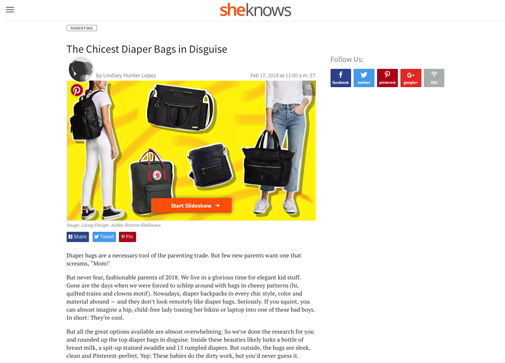 sheknows
PARENTING
The Chicest Diaper Bags in Disguise
by Lindsey Hunter Lopez
Feb 17, 2018 at 11:00 a.m. ET
Start Slideshow →
Image: Laising Design: Ashley Britton/SheKnows
Share
Tweet
Pin
Diaper bags are a necessary tool of the parenting trade. But few new parents want one that
screams, “Mom!”
But never fear, fashionable parents of 2018. We live in a glorious time for elegant kid stuff.
Gone are the days when we were forced to schlep around with bags in cheesy patterns (hi,
quilted trains and clowns motif). Nowadays, diaper backpacks in every chic style, color and
material abound — and they don't look remotely like diaper bags. Seriously. If you squint, you
can almost imagine a hip, child-free lady tossing her bikini or laptop into one of these bad boys.
In short: They're cool.
But all the great options available are almost overwhelming. So we've done the research for you
and rounded up the top diaper bags in disguise. Inside these beauties likely lurks a bottle of
breast milk, a spit-up stained swaddle and 15 rumpled diapers. But outside, the bags are sleek,
clean and Pinterest-perfect. Yep: These babies do the dirty work, but you'd never guess it.
Follow Us:
facebook
twitter
pinterest
google+
RSS